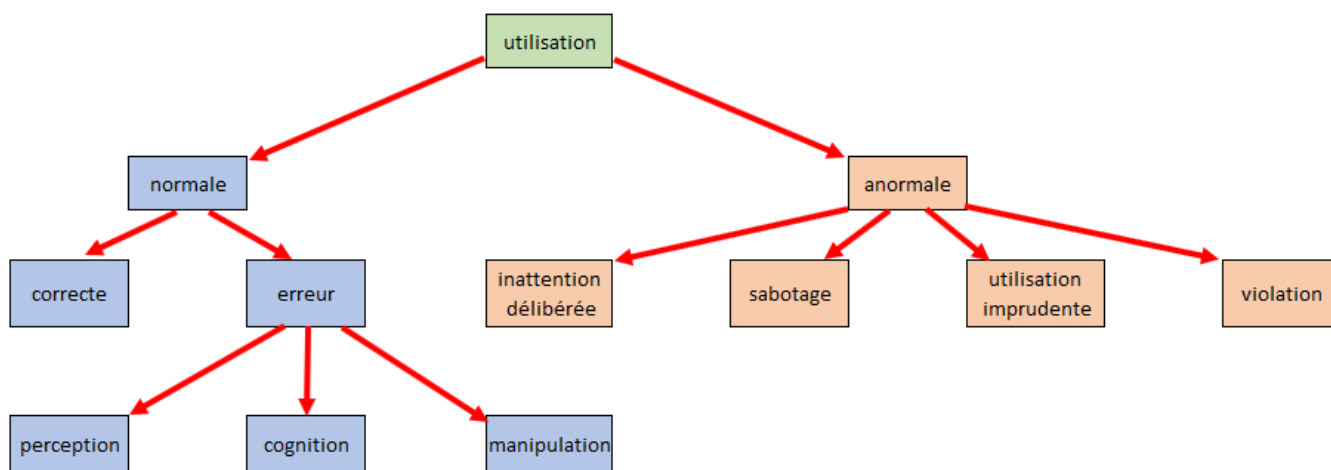 utilisation
normale
anormale
correcte
erreur
inattention
délibérée
sabotage
utilisation
imprudente
violation
perception
cognition
manipulation